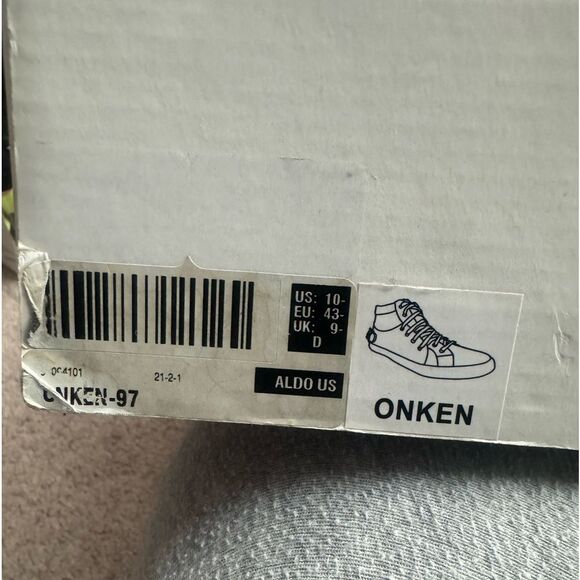 US: 10-
EU: 43-
UK: 9-
D
21-2-1
ALDO US
ONKEN-97
ONKEN